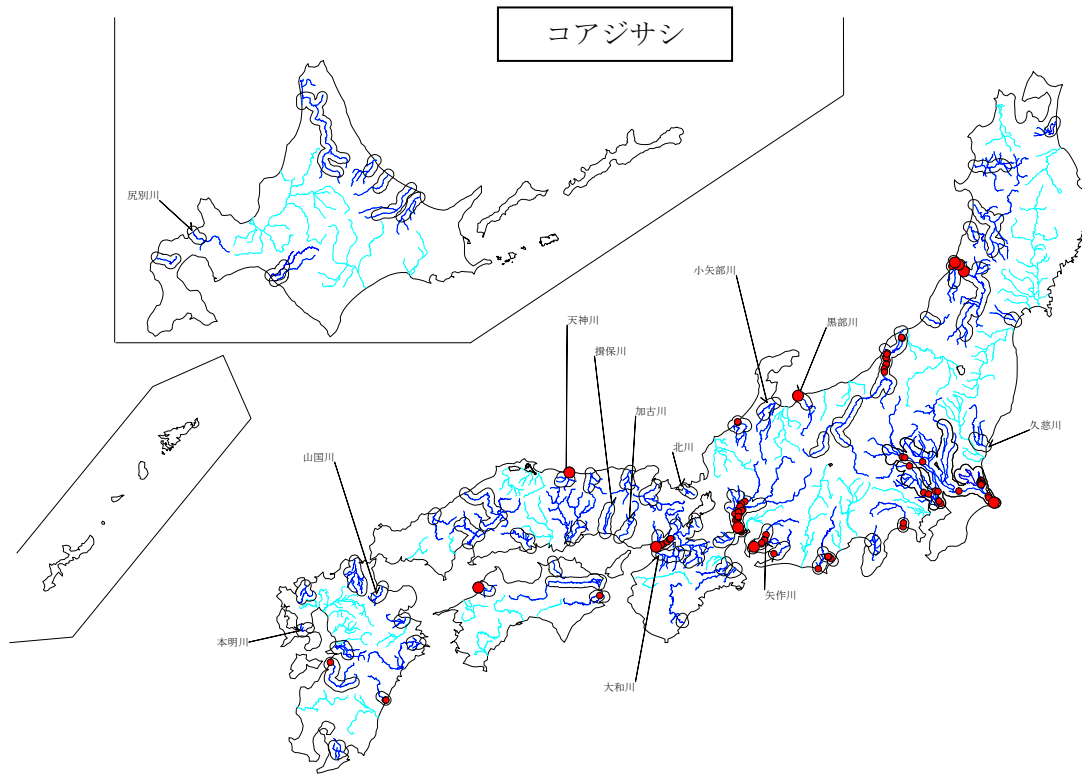 コアジサシ
尻別川
小矢部川
黒部川
天神川
揖保川
加古川
北川
久慈川
山国川
本明川
矢作川
大和川